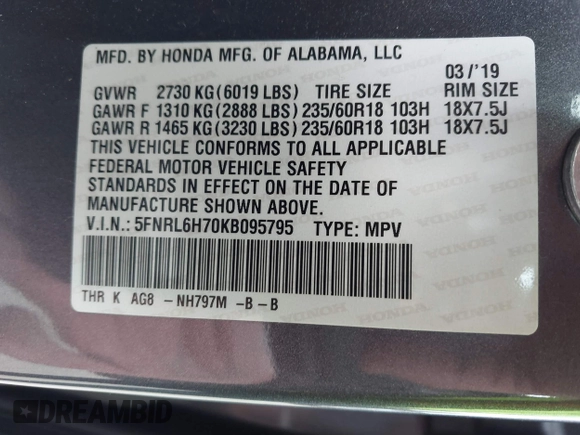 MFD. BY HONDA MFG. OF ALABAMA, LLC
03 /'19
GVWR 2730 KG (6019 LBS) TIRE SIZE RIM SIZE
GAWR F 1310 KG (2888 LBS) 235/60R18 103H 18X7.5J
GAWR R 1465 KG (3230 LBS) 235/60R18 103H 18X7.5J
THIS VEHICLE CONFORMS TO ALL APPLICABLE
FEDERAL MOTOR VEHICLE SAFETY
STANDARDS IN EFFECT ON THE DATE OF
MANUFACTURE SHOWN ABOVE.
V.I.N.: 5FNRL6H70KB095795 TYPE: MPV
THR K AG8 -NH797M -B -B
DREAMBID